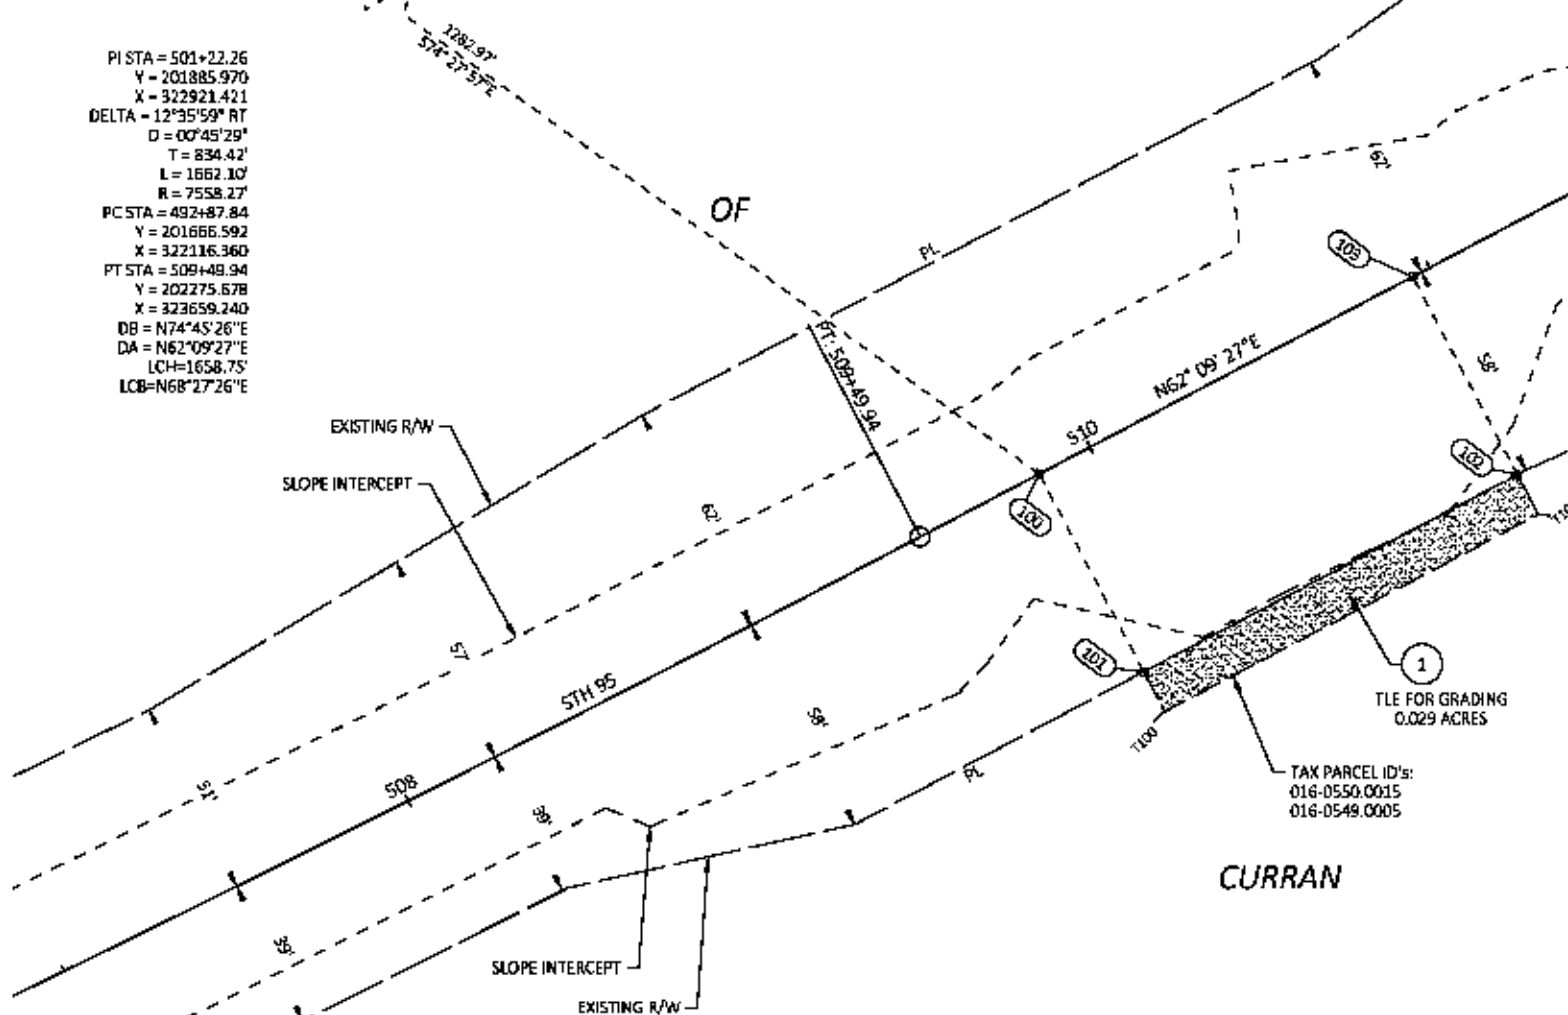 PI STA = 501+22.26
Y = 201885.970
X = 322921.421
DELTA = 12°35'59" RT
D = 00°45'29"
T = 834.42'
L = 1662.10'
R = 7558.27'
PC STA = 492+87.84
Y = 201666.592
X = 322116.360
PT STA = 509+49.94
Y = 202275.678
X = 323659.240
DB = N74°45'26"E
DA = N62°09'27"E
LCH=1658.75'
LCB=N68°27'26"E
1282.97'
S74° 27' 57"E
OF
PL
62'
103
PT: 509+49.94
N62° 09' 27"E
58'
EXISTING R/W
510
102
SLOPE INTERCEPT
62'
100
57'
101
1
TLE FOR GRADING
0.029 ACRES
STH 95
58'
T100
PL
TAX PARCEL ID's:
016-0550.0015
016-0549.0005
508
51'
CURRAN
39'
SLOPE INTERCEPT
EXISTING R/W